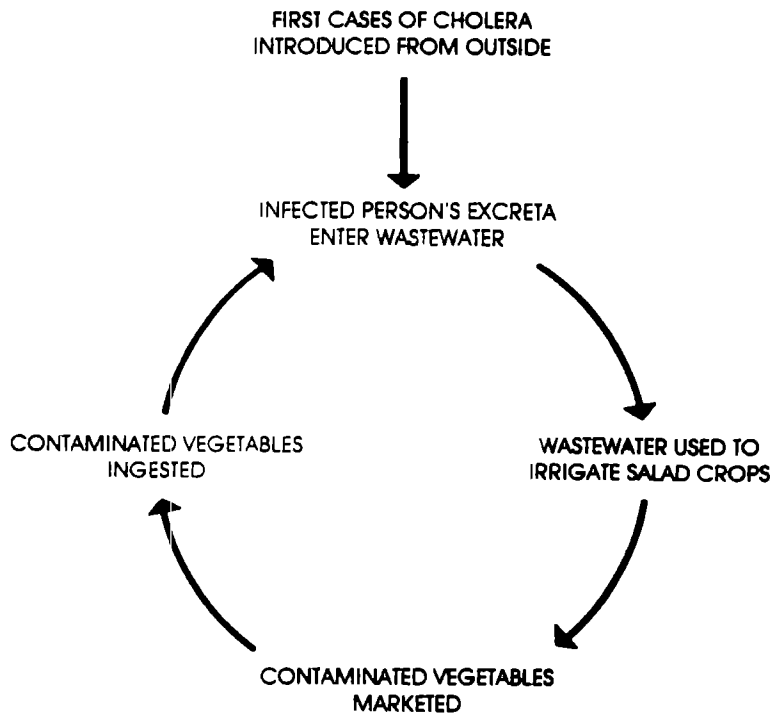 FIRST CASES OF CHOLERA
INTRODUCED FROM OUTSIDE
INFECTED PERSON'S EXCRETA
ENTER WASTEWATER
WASTEWATER USED TO
IRRIGATE SALAD CROPS
CONTAMINATED VEGETABLES
MARKETED
CONTAMINATED VEGETABLES
INGESTED